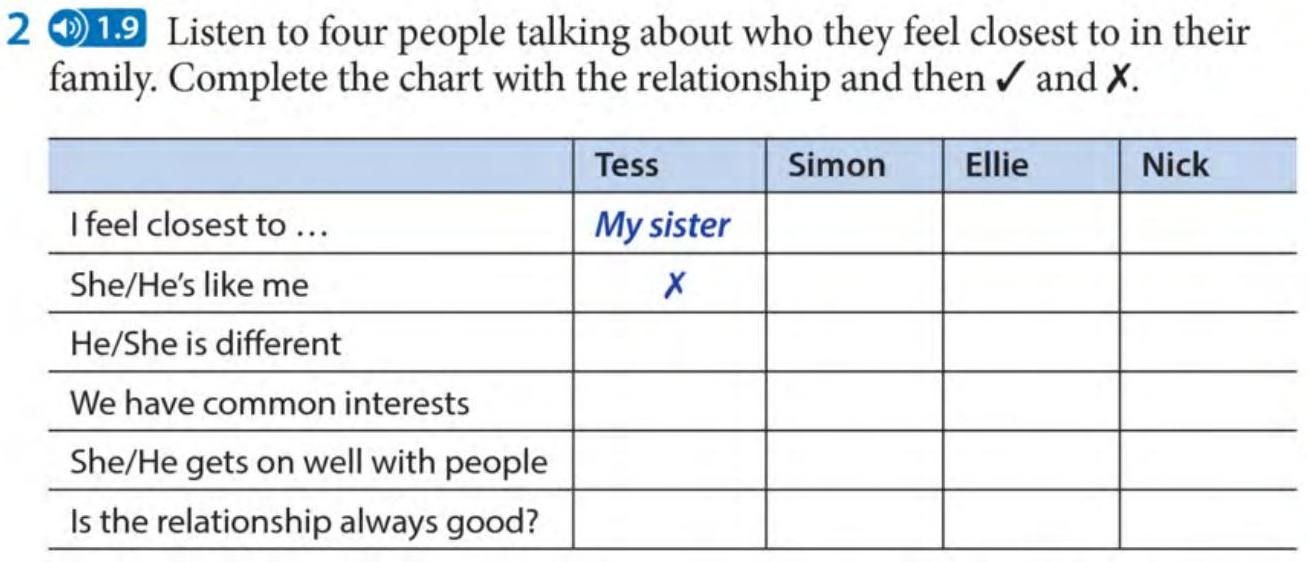 2 1.9 Listen to four people talking about who they feel closest to in their
family. Complete the chart with the relationship and then ✓ and ✗.
Tess Simon Ellie Nick
I feel closest to … My sister
She/He's like me ✗
He/She is different
We have common interests
She/He gets on well with people
Is the relationship always good?